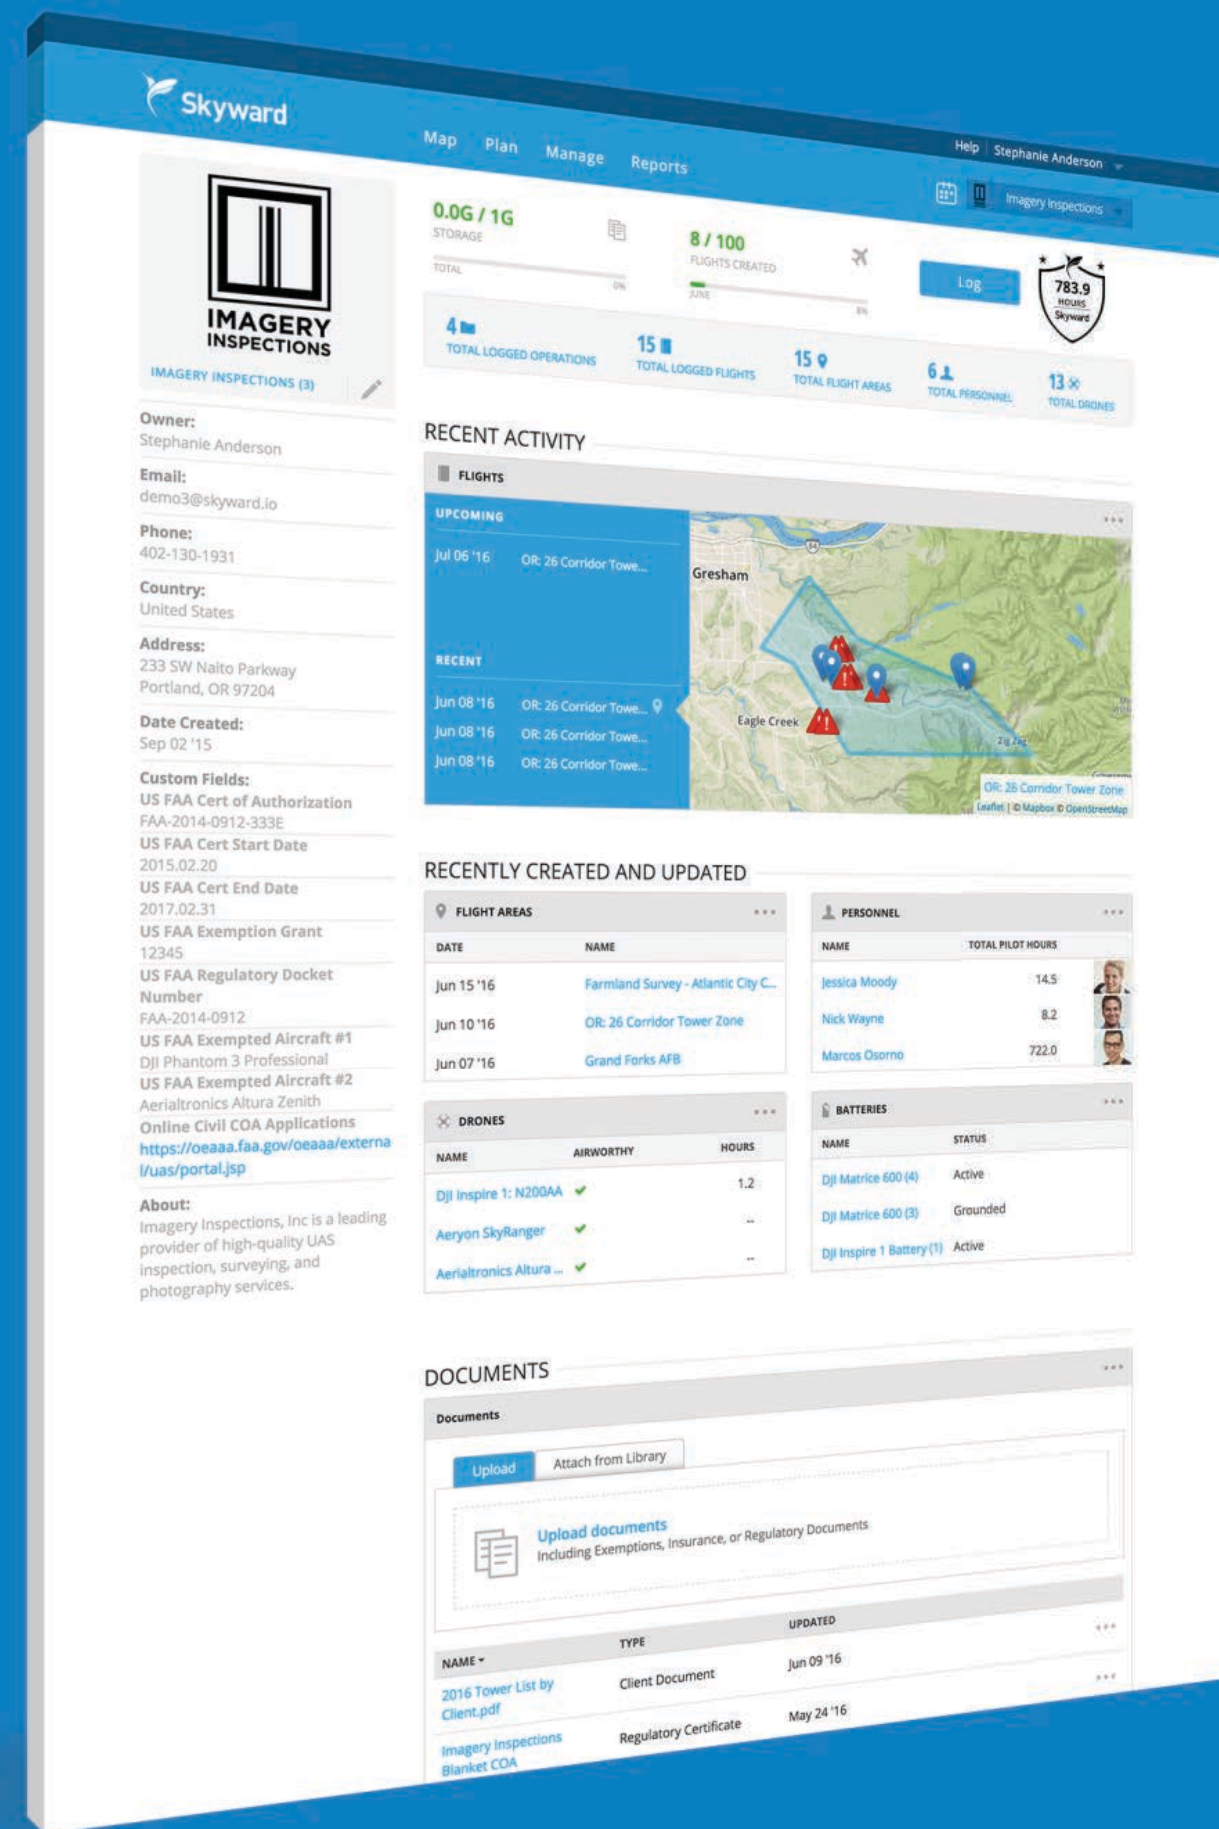 Skyward
Map Plan Manage Reports
Help Stephanie Anderson
Imagery Inspections
IMAGERY
INSPECTIONS
IMAGERY INSPECTIONS (3)
Owner:
Stephanie Anderson
Email:
demo3@skyward.io
Phone:
402-130-1931
Country:
United States
Address:
233 SW Naito Parkway
Portland, OR 97204
Date Created:
Sep 02 '15
Custom Fields:
US FAA Cert of Authorization
FAA-2014-0912-333E
US FAA Cert Start Date
2015.02.20
US FAA Cert End Date
2017.02.31
US FAA Exemption Grant
12345
US FAA Regulatory Docket
Number
FAA-2014-0912
US FAA Exempted Aircraft #1
DJI Phantom 3 Professional
US FAA Exempted Aircraft #2
Aerialtronics Altura Zenith
Online Civil COA Applications
https://oeaaa.faa.gov/oeaaa/externa
l/uas/portal.jsp
About:
Imagery Inspections, Inc is a leading
provider of high-quality UAS
inspection, surveying, and
photography services.
0.0G / 1G
STORAGE
TOTAL
0%
8 / 100
FLIGHTS CREATED
JUNE
8%
Log
783.9
HOURS
Skyward
4
TOTAL LOGGED OPERATIONS
15
TOTAL LOGGED FLIGHTS
15
TOTAL FLIGHT AREAS
6
TOTAL PERSONNEL
13
TOTAL DRONES
RECENT ACTIVITY
FLIGHTS
UPCOMING
Jul 06 '16 OR: 26 Corridor Towe...
RECENT
Jun 08 '16 OR: 26 Corridor Towe...
Jun 08 '16 OR: 26 Corridor Towe...
Jun 08 '16 OR: 26 Corridor Towe...
84
Gresham
Eagle Creek
Zig Zag
OR: 26 Corridor Tower Zone
Leaflet | © Mapbox © OpenStreetMap
RECENTLY CREATED AND UPDATED
FLIGHT AREAS
DATE NAME
Jun 15 '16 Farmland Survey - Atlantic City C...
Jun 10 '16 OR: 26 Corridor Tower Zone
Jun 07 '16 Grand Forks AFB
PERSONNEL
NAME TOTAL PILOT HOURS
Jessica Moody 14.5
Nick Wayne 8.2
Marcos Osorno 722.0
DRONES
NAME AIRWORTHY HOURS
DJI Inspire 1: N200AA 1.2
Aeryon SkyRanger --
Aerialtronics Altura ... --
BATTERIES
NAME STATUS
DJI Matrice 600 (4) Active
DJI Matrice 600 (3) Grounded
DJI Inspire 1 Battery (1) Active
DOCUMENTS
Documents
Upload Attach from Library
Upload documents
Including Exemptions, Insurance, or Regulatory Documents
NAME TYPE UPDATED
2016 Tower List by
Client.pdf
Client Document Jun 09 '16
Imagery Inspections
Blanket COA
Regulatory Certificate May 24 '16